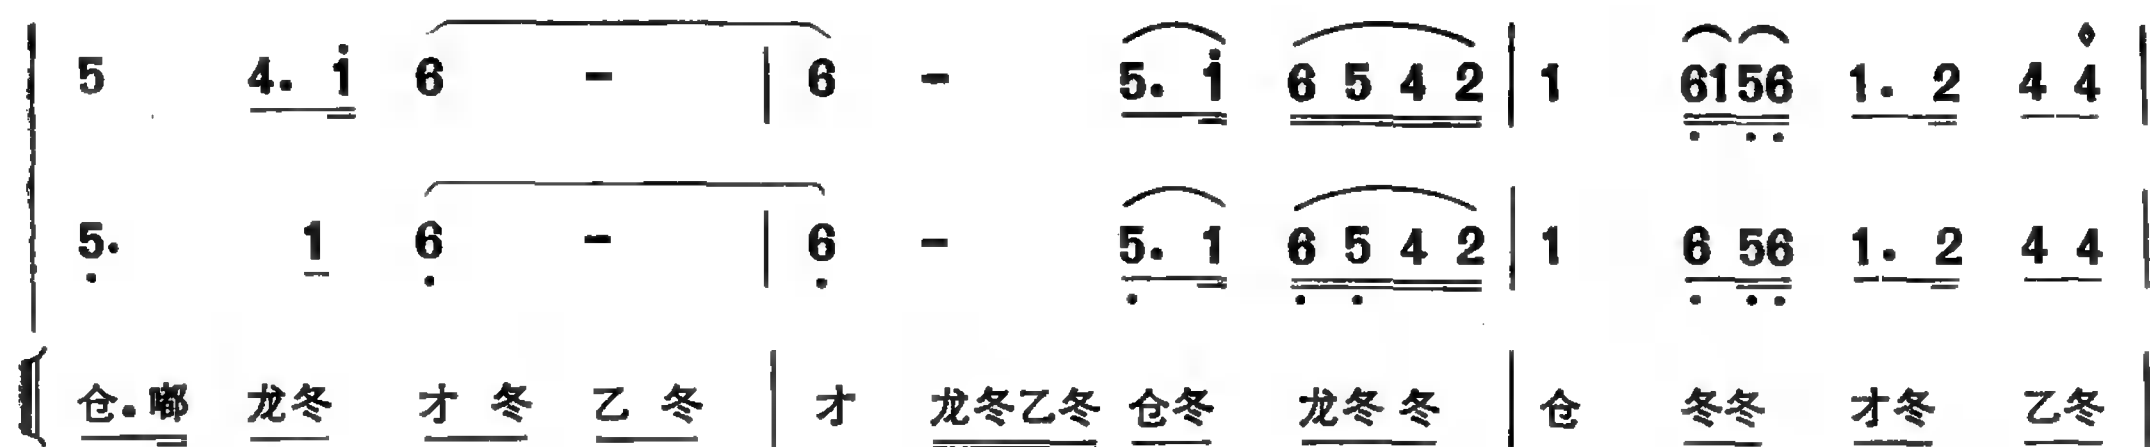 5 4. i 6 - | 6 - 5. i 6 5 4 2 | 1 6156 1. 2 4 4 |
5. 1 6 - | 6 - 5. 1 6 5 4 2 | 1 6 56 1. 2 4 4 |
仓.嘟 龙冬 才 冬 乙 冬 | 才 龙冬乙冬 仓冬 龙冬 冬 | 仓 冬冬 才冬 乙冬 |